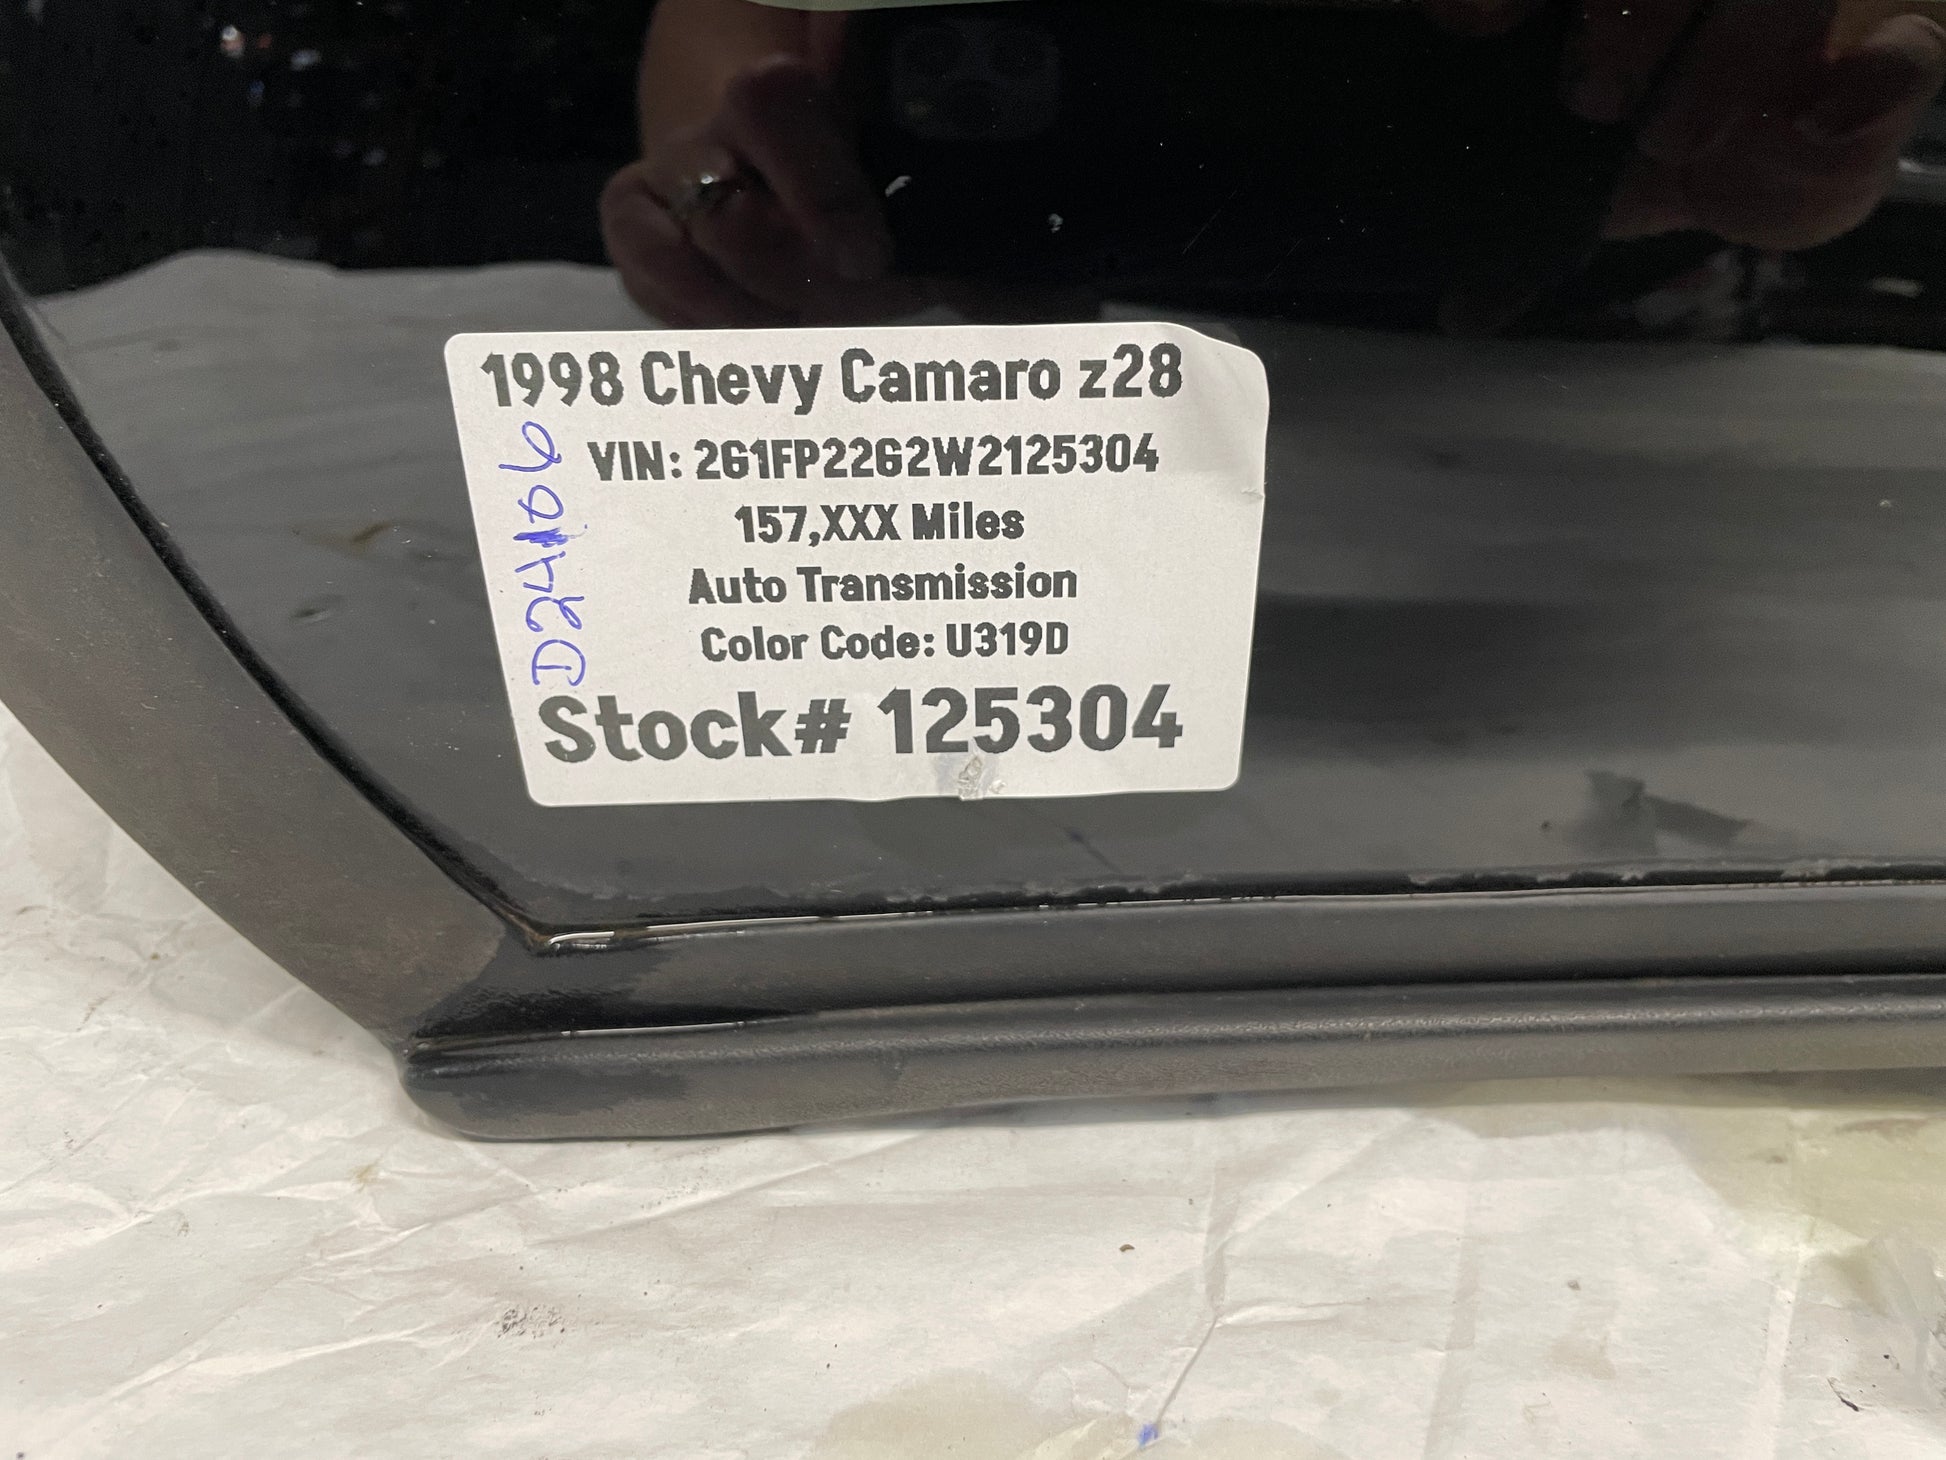 1998 Chevy Camaro z28
VIN: 2G1FP22G2W2125304
157,XXX Miles
Auto Transmission
Color Code: U319D
Stock# 125304
D24106